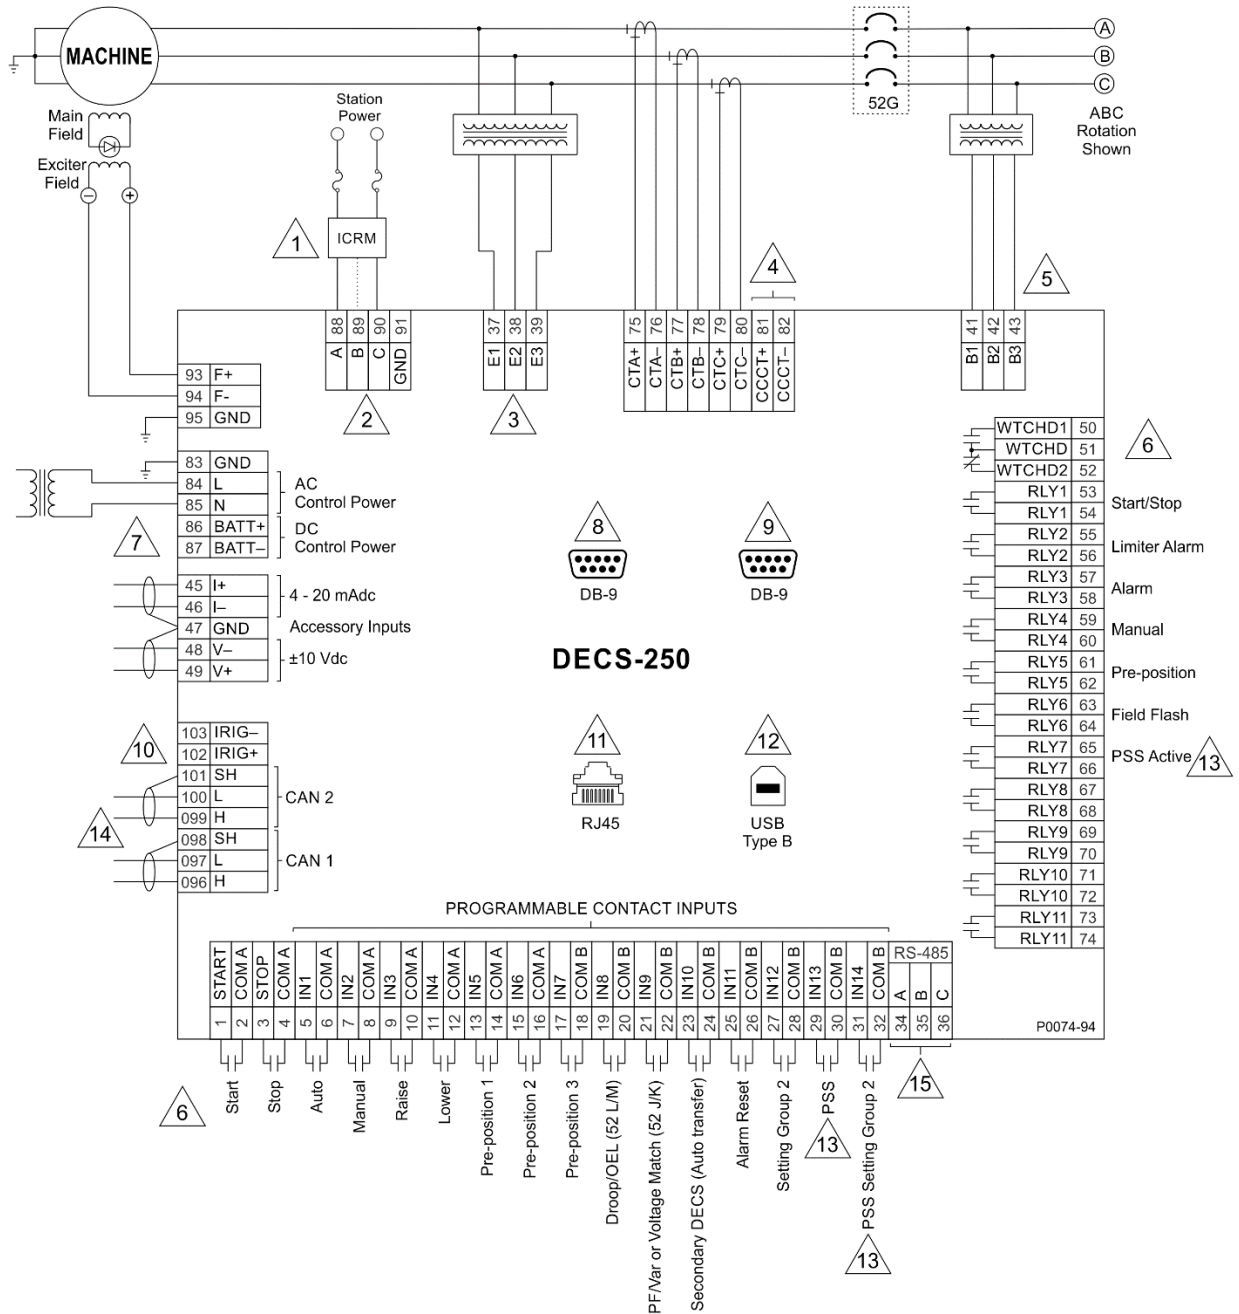 MACHINE
A
B
C
52G
ABC
Rotation
Shown
Main
Field
Exciter
Field
−
+
Station
Power
1
ICRM
4
5
88
89
90
91
A
B
C
GND
37
38
39
E1
E2
E3
75
76
77
78
79
80
81
82
CTA+
CTA–
CTB+
CTB–
CTC+
CTC–
CCCT+
CCCT–
41
42
43
B1
B2
B3
2
3
93 F+
94 F-
95 GND
83 GND
84 L
85 N
AC
Control Power
86 BATT+
87 BATT–
DC
Control Power
7
45 I+
46 I–
4 - 20 mAdc
47 GND
Accessory Inputs
48 V–
49 V+
±10 Vdc
10
103 IRIG–
102 IRIG+
101 SH
100 L
099 H
CAN 2
14
098 SH
097 L
096 H
CAN 1
8
DB-9
9
DB-9
DECS-250
11
RJ45
12
USB
Type B
WTCHD1 50
WTCHD 51
WTCHD2 52
6
RLY1 53
RLY1 54
Start/Stop
RLY2 55
RLY2 56
Limiter Alarm
RLY3 57
RLY3 58
Alarm
RLY4 59
RLY4 60
Manual
RLY5 61
RLY5 62
Pre-position
RLY6 63
RLY6 64
Field Flash
RLY7 65
RLY7 66
PSS Active
13
RLY8 67
RLY8 68
RLY9 69
RLY9 70
RLY10 71
RLY10 72
RLY11 73
RLY11 74
PROGRAMMABLE CONTACT INPUTS
START
COM A
STOP
COM A
IN1
COM A
IN2
COM A
IN3
COM A
IN4
COM A
IN5
COM A
IN6
COM A
IN7
COM B
IN8
COM B
IN9
COM B
IN10
COM B
IN11
COM B
IN12
COM B
IN13
COM B
IN14
COM B
RS-485
A
B
C
1
2
3
4
5
6
7
8
9
10
11
12
13
14
15
16
17
18
19
20
21
22
23
24
25
26
27
28
29
30
31
32
34
35
36
P0074-94
6
Start
Stop
Auto
Manual
Raise
Lower
Pre-position 1
Pre-position 2
Pre-position 3
Droop/OEL (52 L/M)
PF/Var or Voltage Match (52 J/K)
Secondary DECS (Auto transfer)
Alarm Reset
Setting Group 2
PSS
13
PSS Setting Group 2
13
15